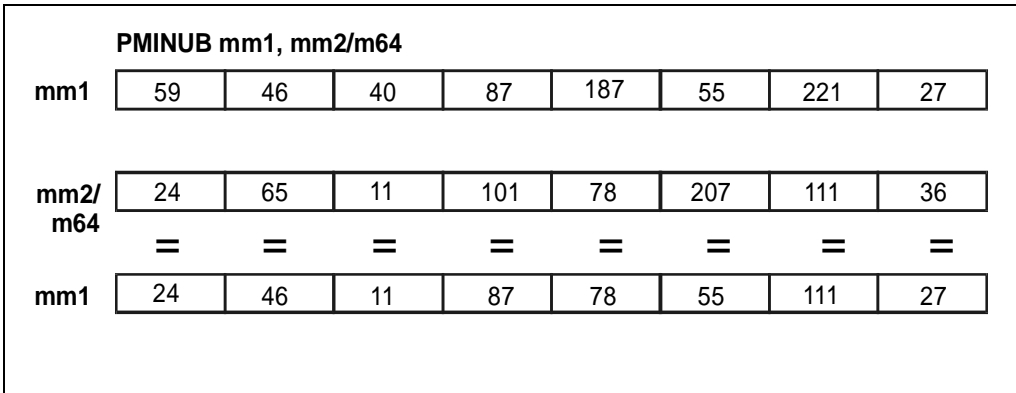 PMINUB mm1, mm2/m64
mm1 59 46 40 87 187 55 221 27
mm2/ 24 65 11 101 78 207 111 36
m64
= = = = = = = =
mm1 24 46 11 87 78 55 111 27